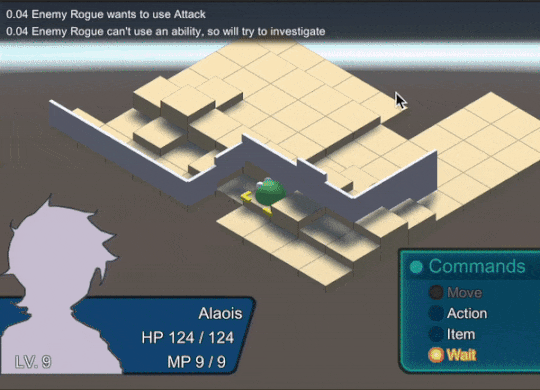 0.04 Enemy Rogue wants to use Attack
0.04 Enemy Rogue can't use an ability, so will try to investigate
Commands
Move
Action
Item
Wait
Alaois
HP 124 / 124
LV. 9
MP 9 / 9